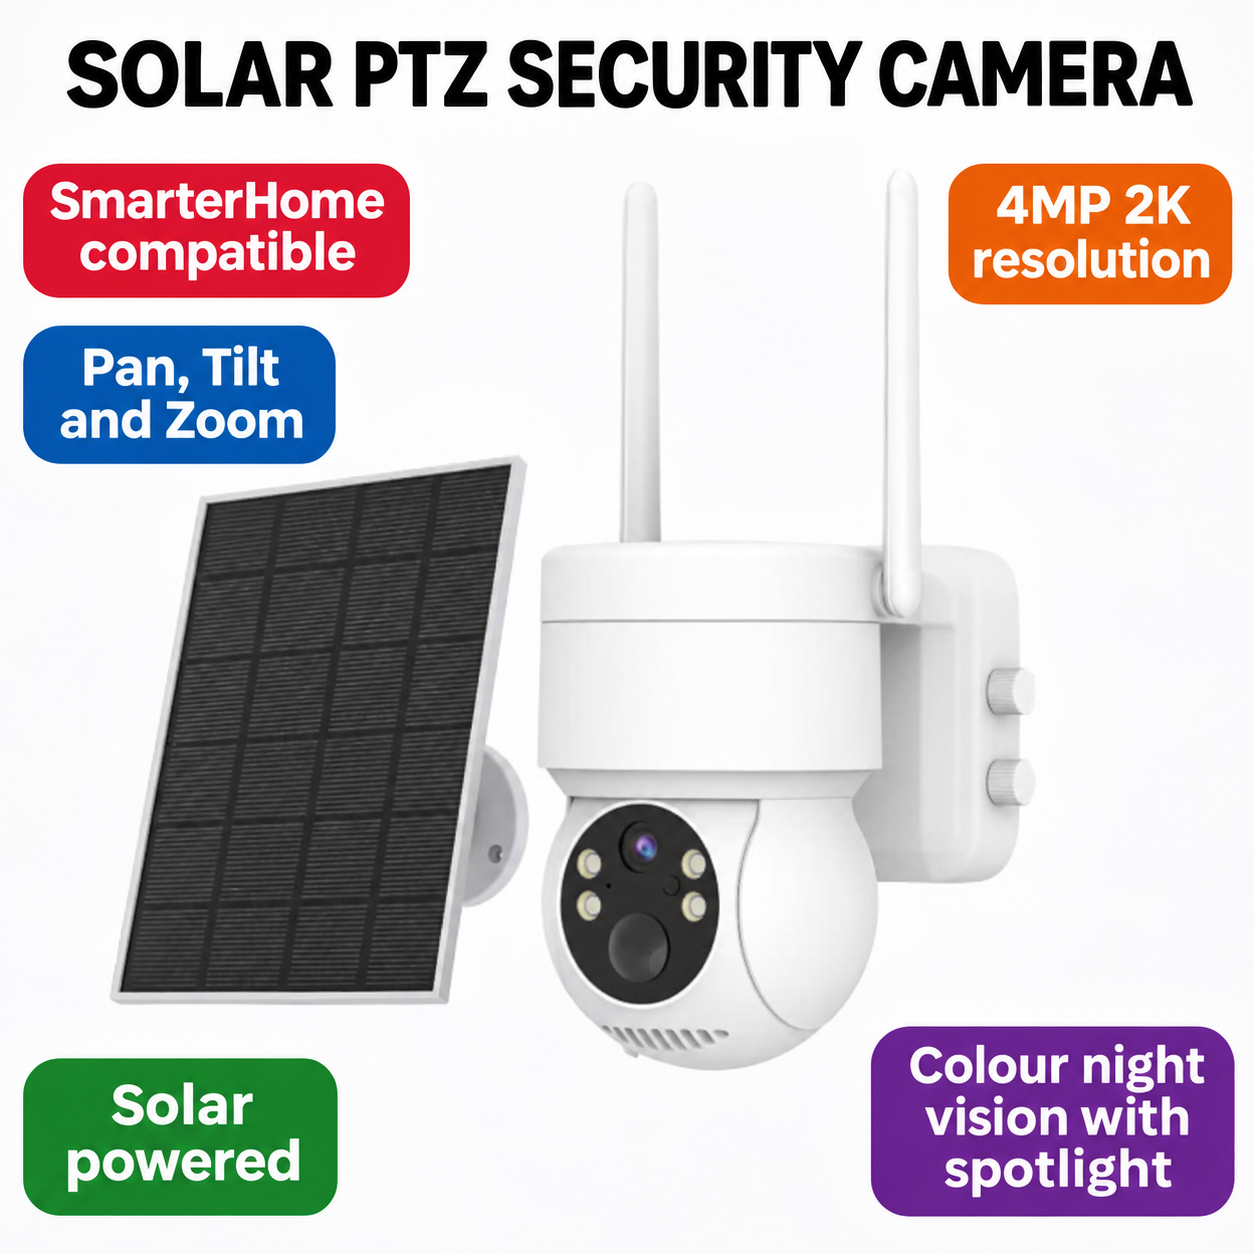 SOLAR PTZ SECURITY CAMERA
SmarterHome
compatible
4MP 2K
resolution
Pan, Tilt
and Zoom
Solar
powered
Colour night
vision with
spotlight